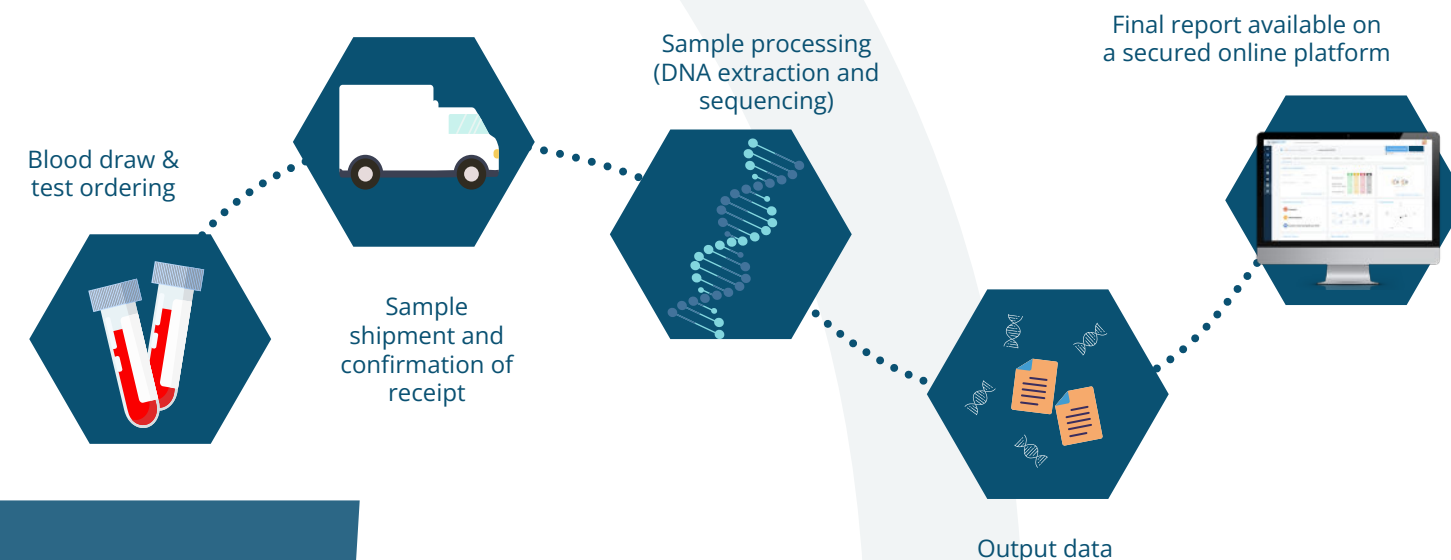 Blood draw &
test ordering
Sample
shipment and
confirmation of
receipt
Sample processing
(DNA extraction and
sequencing)
Output data
Final report available on
a secured online platform